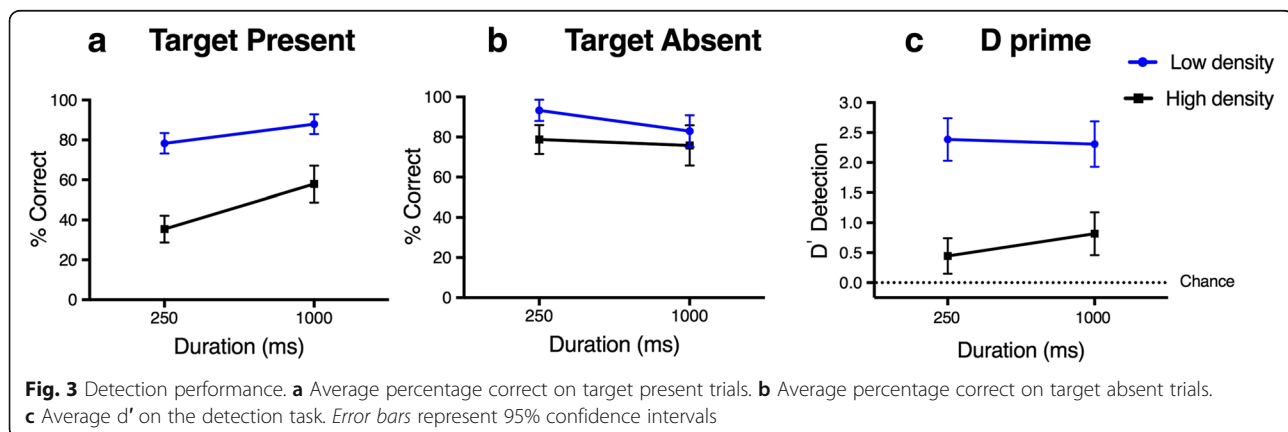 a Target Present
b Target Absent
c D prime
Low density
High density
% Correct
100
80
60
40
20
0
250
1000
Duration (ms)
% Correct
100
80
60
40
20
0
250
1000
Duration (ms)
D' Detection
3.0
2.5
2.0
1.5
1.0
0.5
0.0
Chance
250
1000
Duration (ms)
Fig. 3 Detection performance. a Average percentage correct on target present trials. b Average percentage correct on target absent trials.
c Average d′ on the detection task. Error bars represent 95% confidence intervals